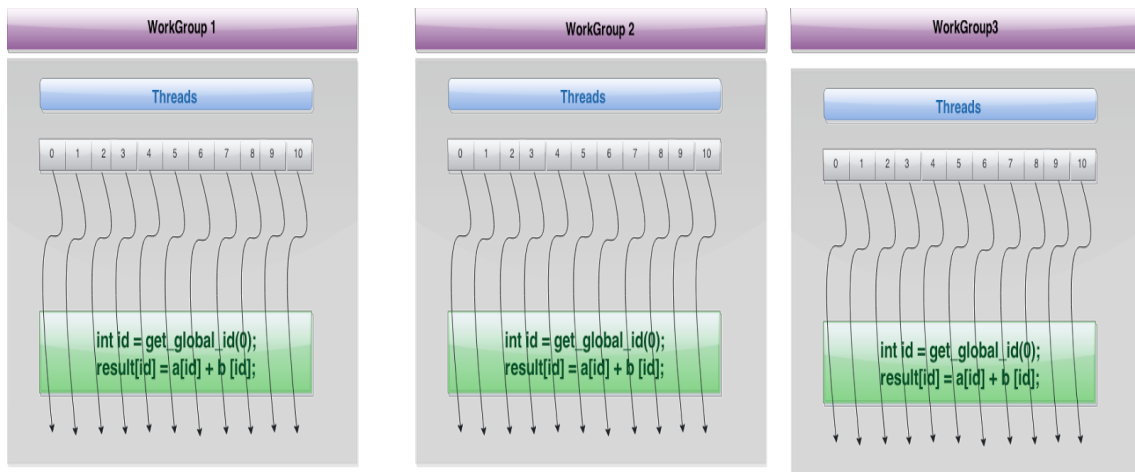 WorkGroup 1
Threads
0 1 2 3 4 5 6 7 8 9 10
int id = get_global_id(0);
result[id] = a[id] + b [id];
WorkGroup 2
Threads
0 1 2 3 4 5 6 7 8 9 10
int id = get_global_id(0);
result[id] = a[id] + b [id];
WorkGroup3
Threads
0 1 2 3 4 5 6 7 8 9 10
int id = get_global_id(0);
result[id] = a[id] + b [id];